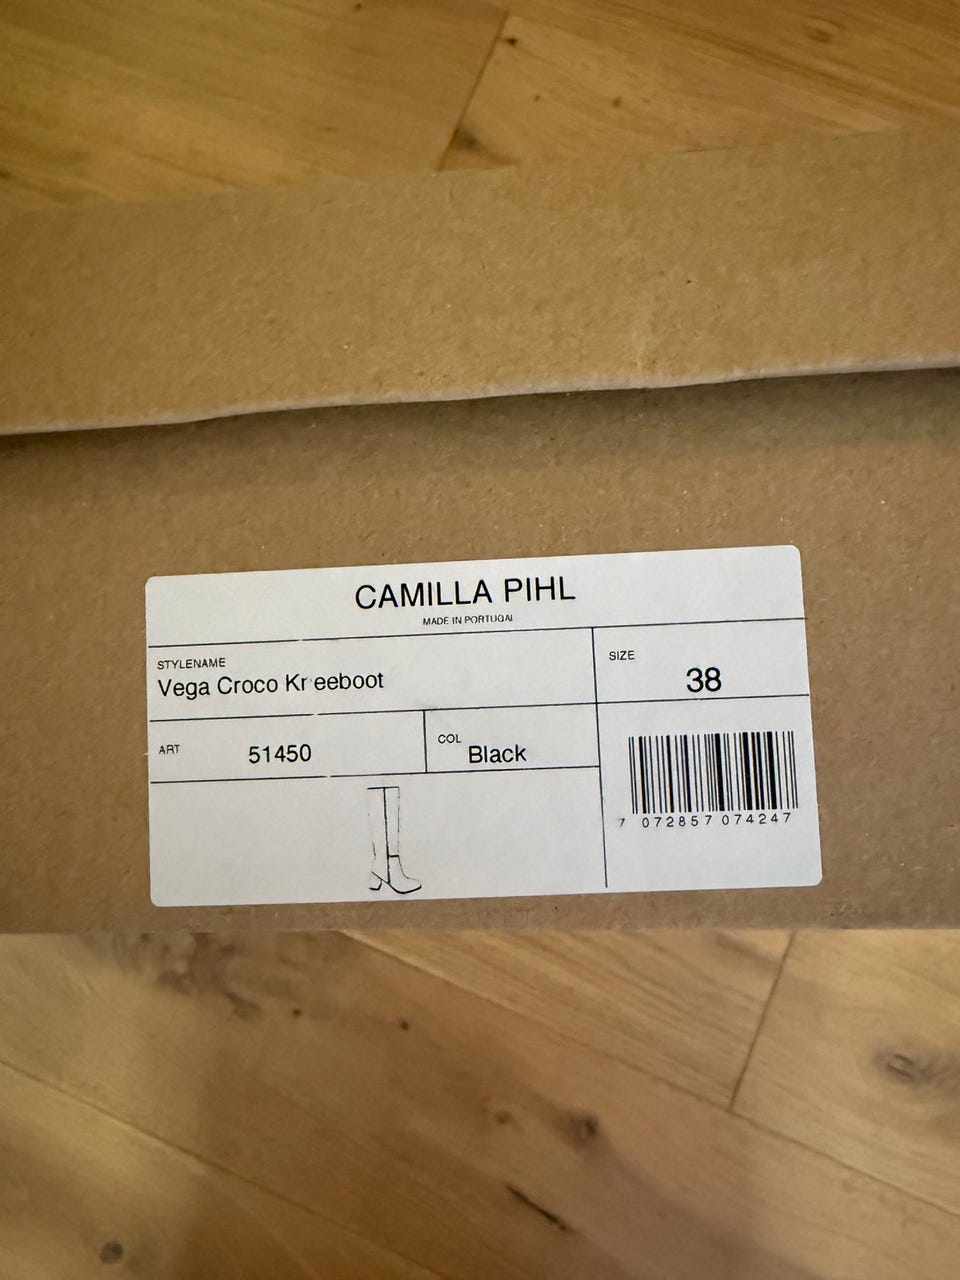 CAMILLA PIHL
MADE IN PORTUGAL
STYLENAME
Vega Croco Kneeboot
SIZE
38
ART
51450
COL
Black
7 072857 074247